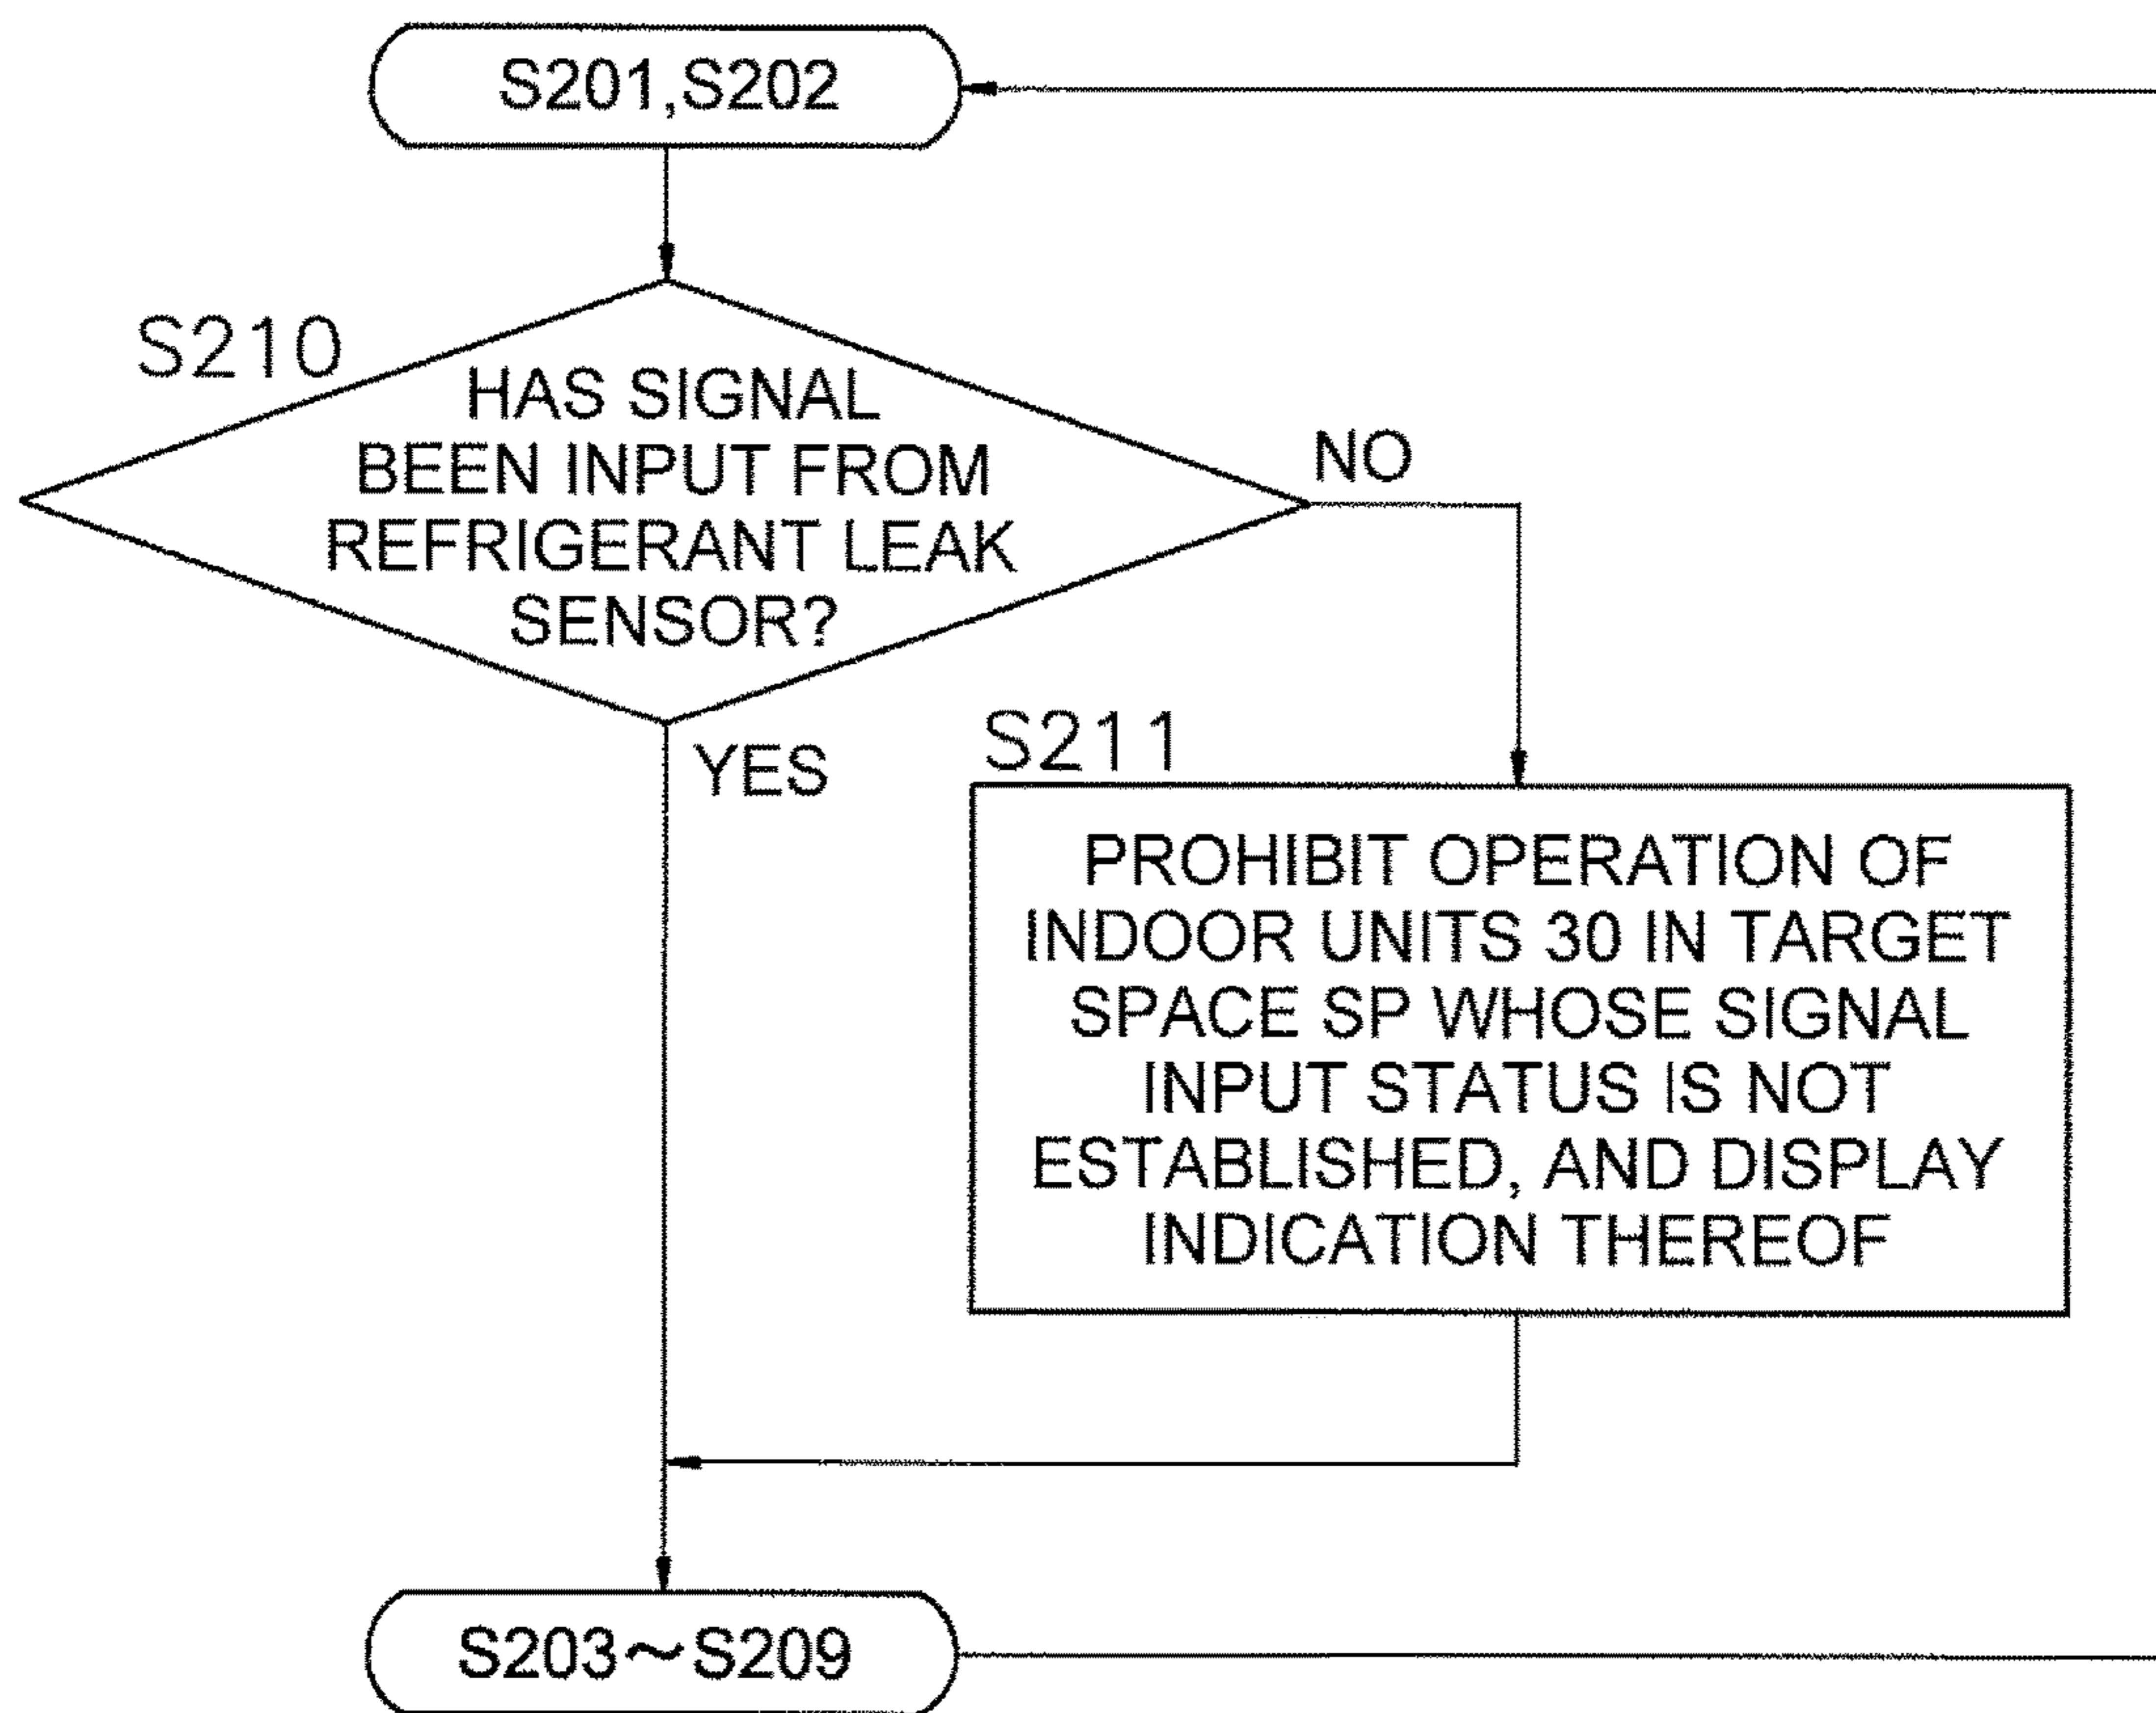 S201,S202
S210
HAS SIGNAL
BEEN INPUT FROM
REFRIGERANT LEAK
SENSOR?
NO
YES
S211
PROHIBIT OPERATION OF
INDOOR UNITS 30 IN TARGET
SPACE SP WHOSE SIGNAL
INPUT STATUS IS NOT
ESTABLISHED, AND DISPLAY
INDICATION THEREOF
S203~S209